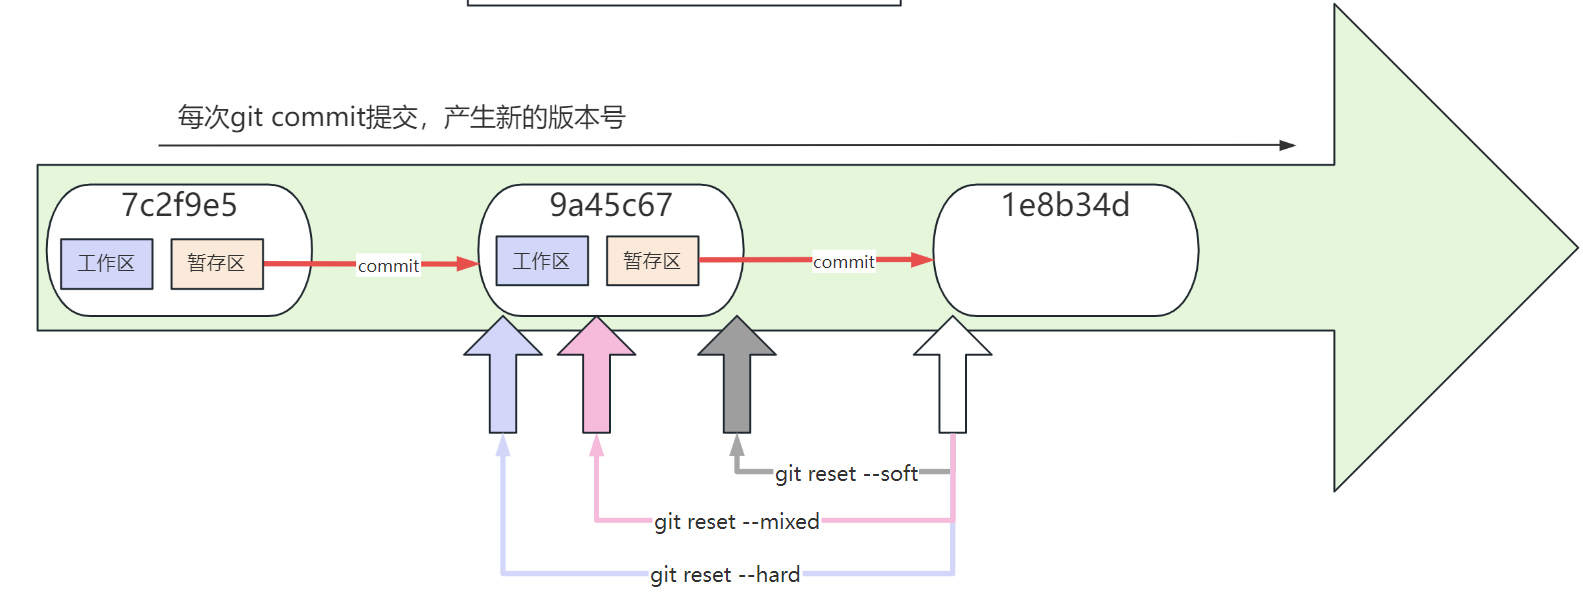 每次git commit提交，产生新的版本号
7c2f9e5
9a45c67
1e8b34d
工作区
暂存区
commit
工作区
暂存区
commit
git reset --soft
git reset --mixed
git reset --hard